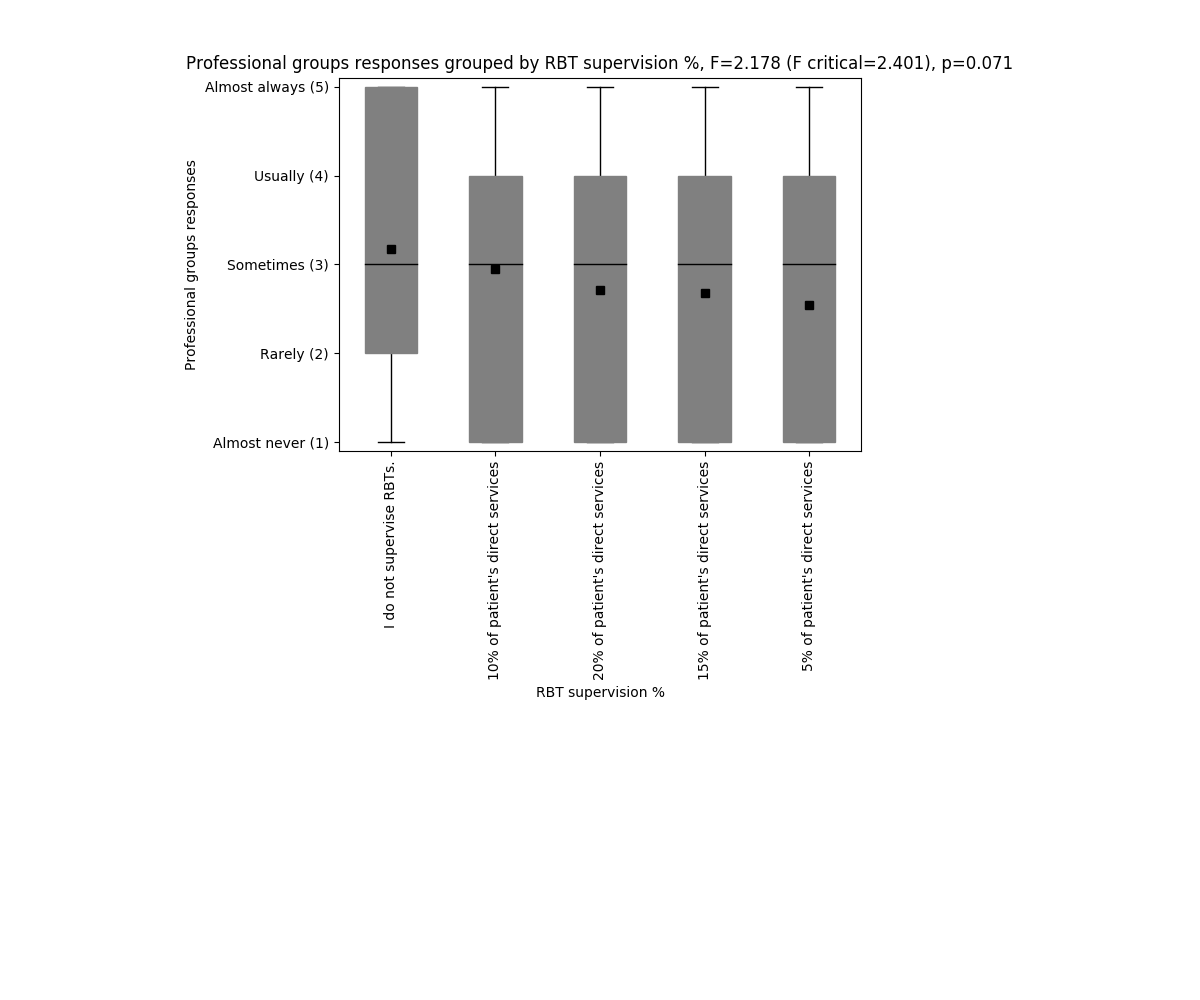 Professional groups responses grouped by RBT supervision %, F=2.178 (F critical=2.401), p=0.071
Professional groups responses
Almost always (5)
Usually (4)
Sometimes (3)
Rarely (2)
Almost never (1)
I do not supervise RBTs.
10% of patient's direct services
20% of patient's direct services
15% of patient's direct services
5% of patient's direct services
RBT supervision %